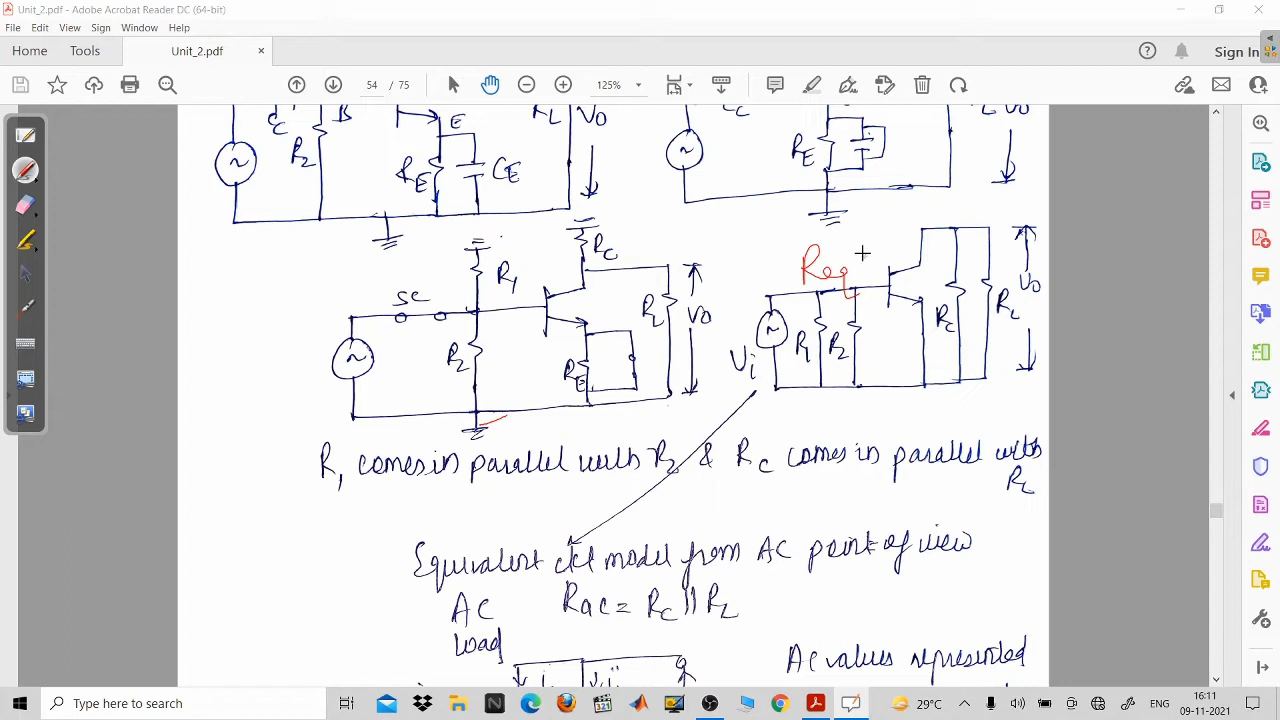 Unit_2.pdf - Adobe Acrobat Reader DC (64-bit)
File Edit View Sign Window Help
Home Tools Unit_2.pdf × Sign In
54 / 75 125%
B E RL Vo
R2 RE CE
RE Vo
RC
SC R1
R2 RE RL Vo
Req
Vi R1 R2 RC RL Vo
R1 comes in parallel with R2 & RC comes in parallel with
RL
Equivalent ckt model from AC point of view
AC Rac = RC || RL
load
Ac values represented
Type here to search
29°C ENG 16:11
09-11-2021